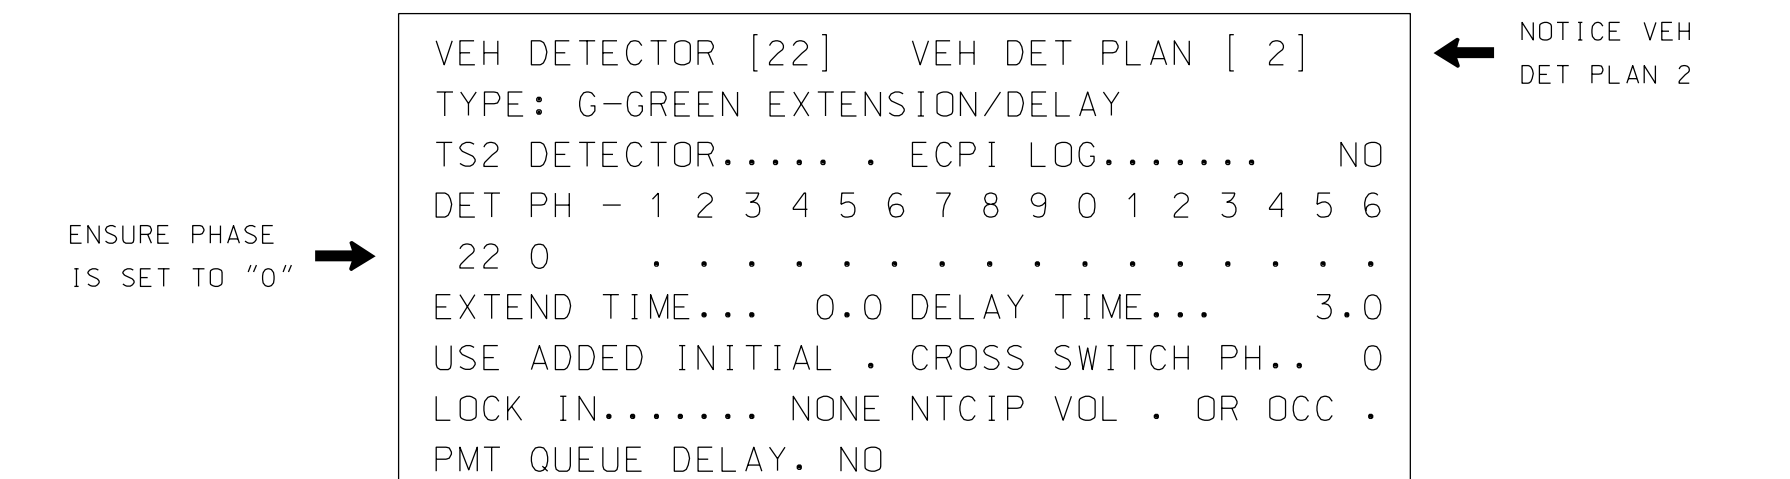 VEH DETECTOR [22] VEH DET PLAN [ 2]
TYPE: G-GREEN EXTENSION/DELAY
TS2 DETECTOR..... . ECPI LOG....... NO
DET PH - 1 2 3 4 5 6 7 8 9 0 1 2 3 4 5 6
22 0 . . . . . . . . . . . . . . . .
EXTEND TIME... 0.0 DELAY TIME... 3.0
USE ADDED INITIAL . CROSS SWITCH PH.. 0
LOCK IN....... NONE NTCIP VOL . OR OCC .
PMT QUEUE DELAY. NO
NOTICE VEH
DET PLAN 2
ENSURE PHASE
IS SET TO "0"